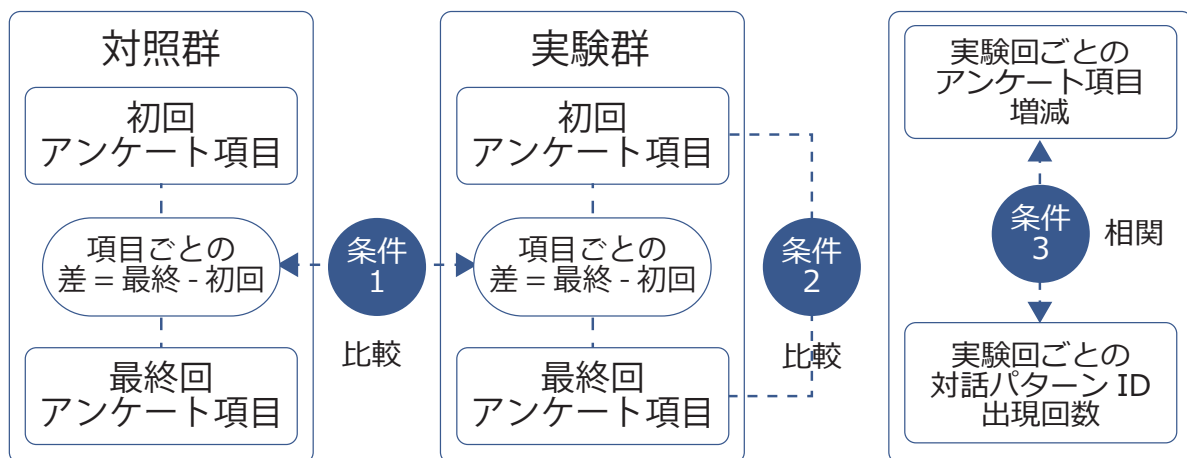 対照群
初回
アンケート項目
項目ごとの
差 = 最終 - 初回
最終回
アンケート項目
条件
1
比較
実験群
初回
アンケート項目
項目ごとの
差 = 最終 - 初回
最終回
アンケート項目
条件
2
比較
実験回ごとの
アンケート項目
増減
条件
3
相関
実験回ごとの
対話パターン ID
出現回数